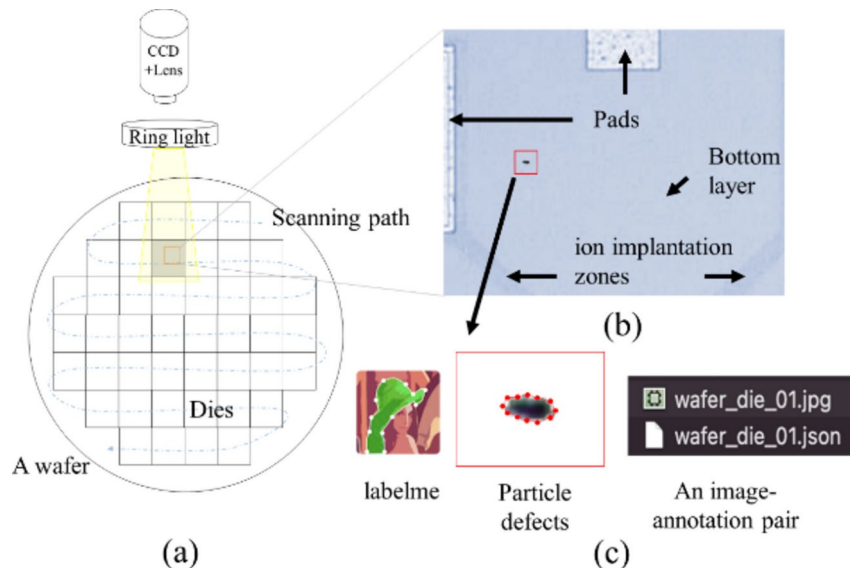 CCD
+Lens
Ring light
Scanning path
Dies
A wafer
(a)
Pads
Bottom
layer
ion implantation
zones
(b)
labelme
Particle
defects
wafer_die_01.jpg
wafer_die_01.json
An image-
annotation pair
(c)